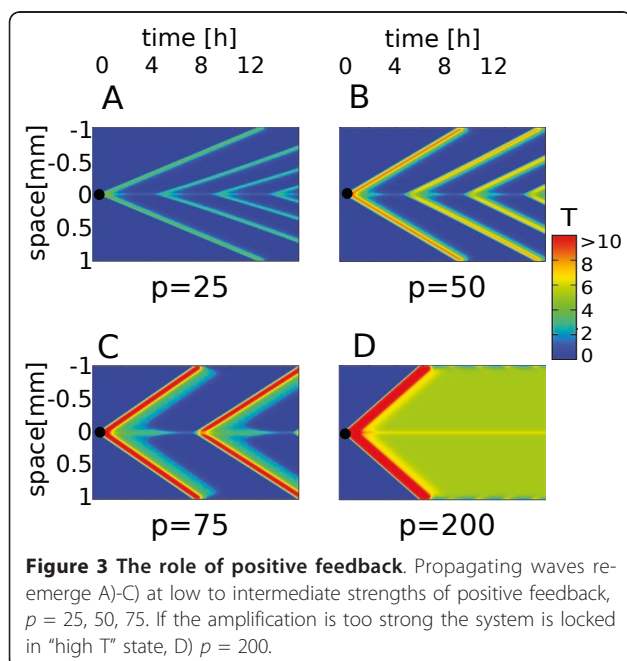 time [h] time [h]
0 4 8 12 0 4 8 12
A B
-1
-0.5
0
0.5
1
space[mm]
p=25 p=50
T
>10
8
6
4
2
0
C D
-1
-0.5
0
0.5
1
space[mm]
p=75 p=200
Figure 3 The role of positive feedback. Propagating waves re-
emerge A)-C) at low to intermediate strengths of positive feedback,
p = 25, 50, 75. If the amplification is too strong the system is locked
in "high T" state, D) p = 200.